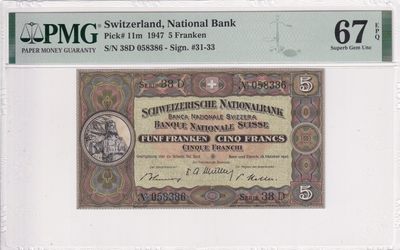 PMG
PAPER MONEY GUARANTY
Switzerland, National Bank
Pick# 11m 1947 5 Franken
S/N 38D 058386 - Sign. #31-33
67 EPQ
Superb Gem Unc
SERIE 38 D
Nº 058386
5
SCHWEIZERISCHE NATIONALBANK
BANCA NAZIONALE SVIZZERA
BANQUE NATIONALE SUISSE
FÜNF FRANKEN CINQ FRANCS
CINQUE FRANCHI
Nº 058386
SERIE 38 D
5